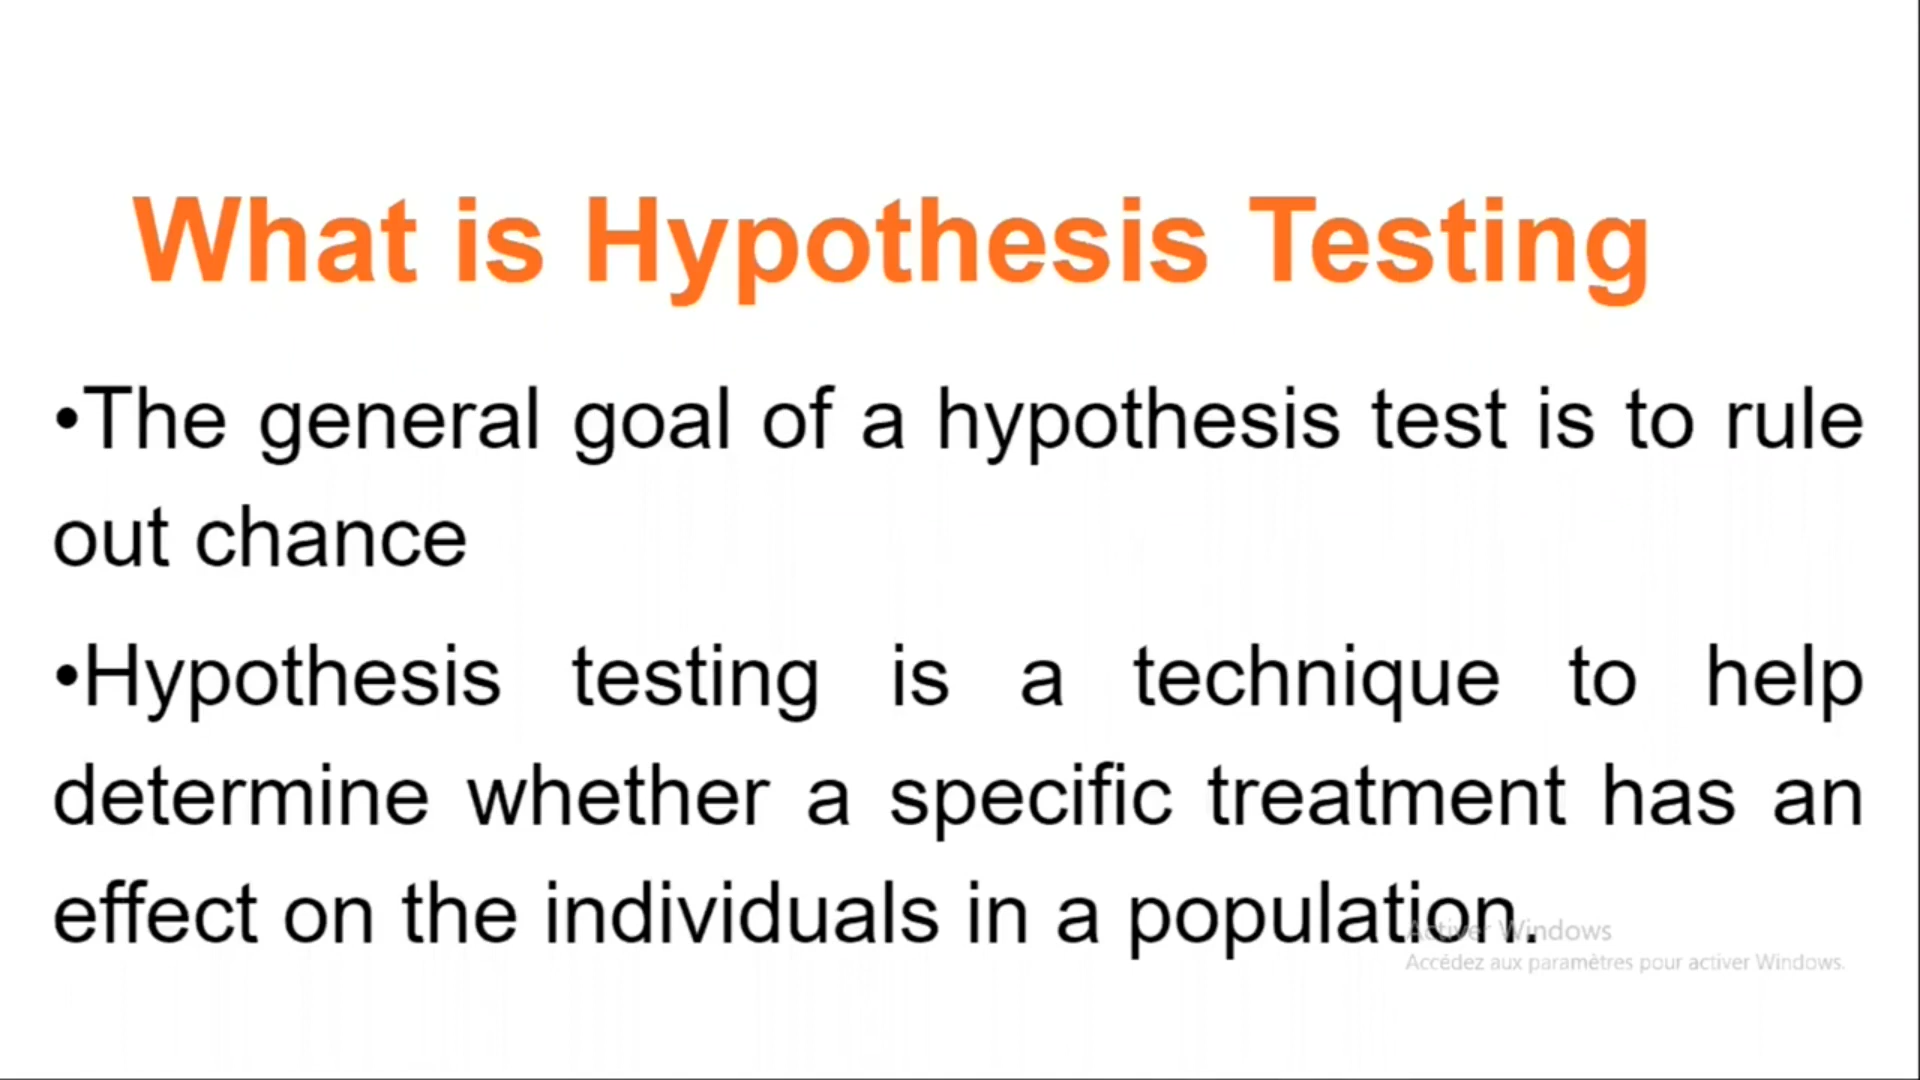 What is Hypothesis Testing
•The general goal of a hypothesis test is to rule
out chance
•Hypothesis testing is a technique to help
determine whether a specific treatment has an
effect on the individuals in a population.
Activer Windows
Accédez aux paramètres pour activer Windows.